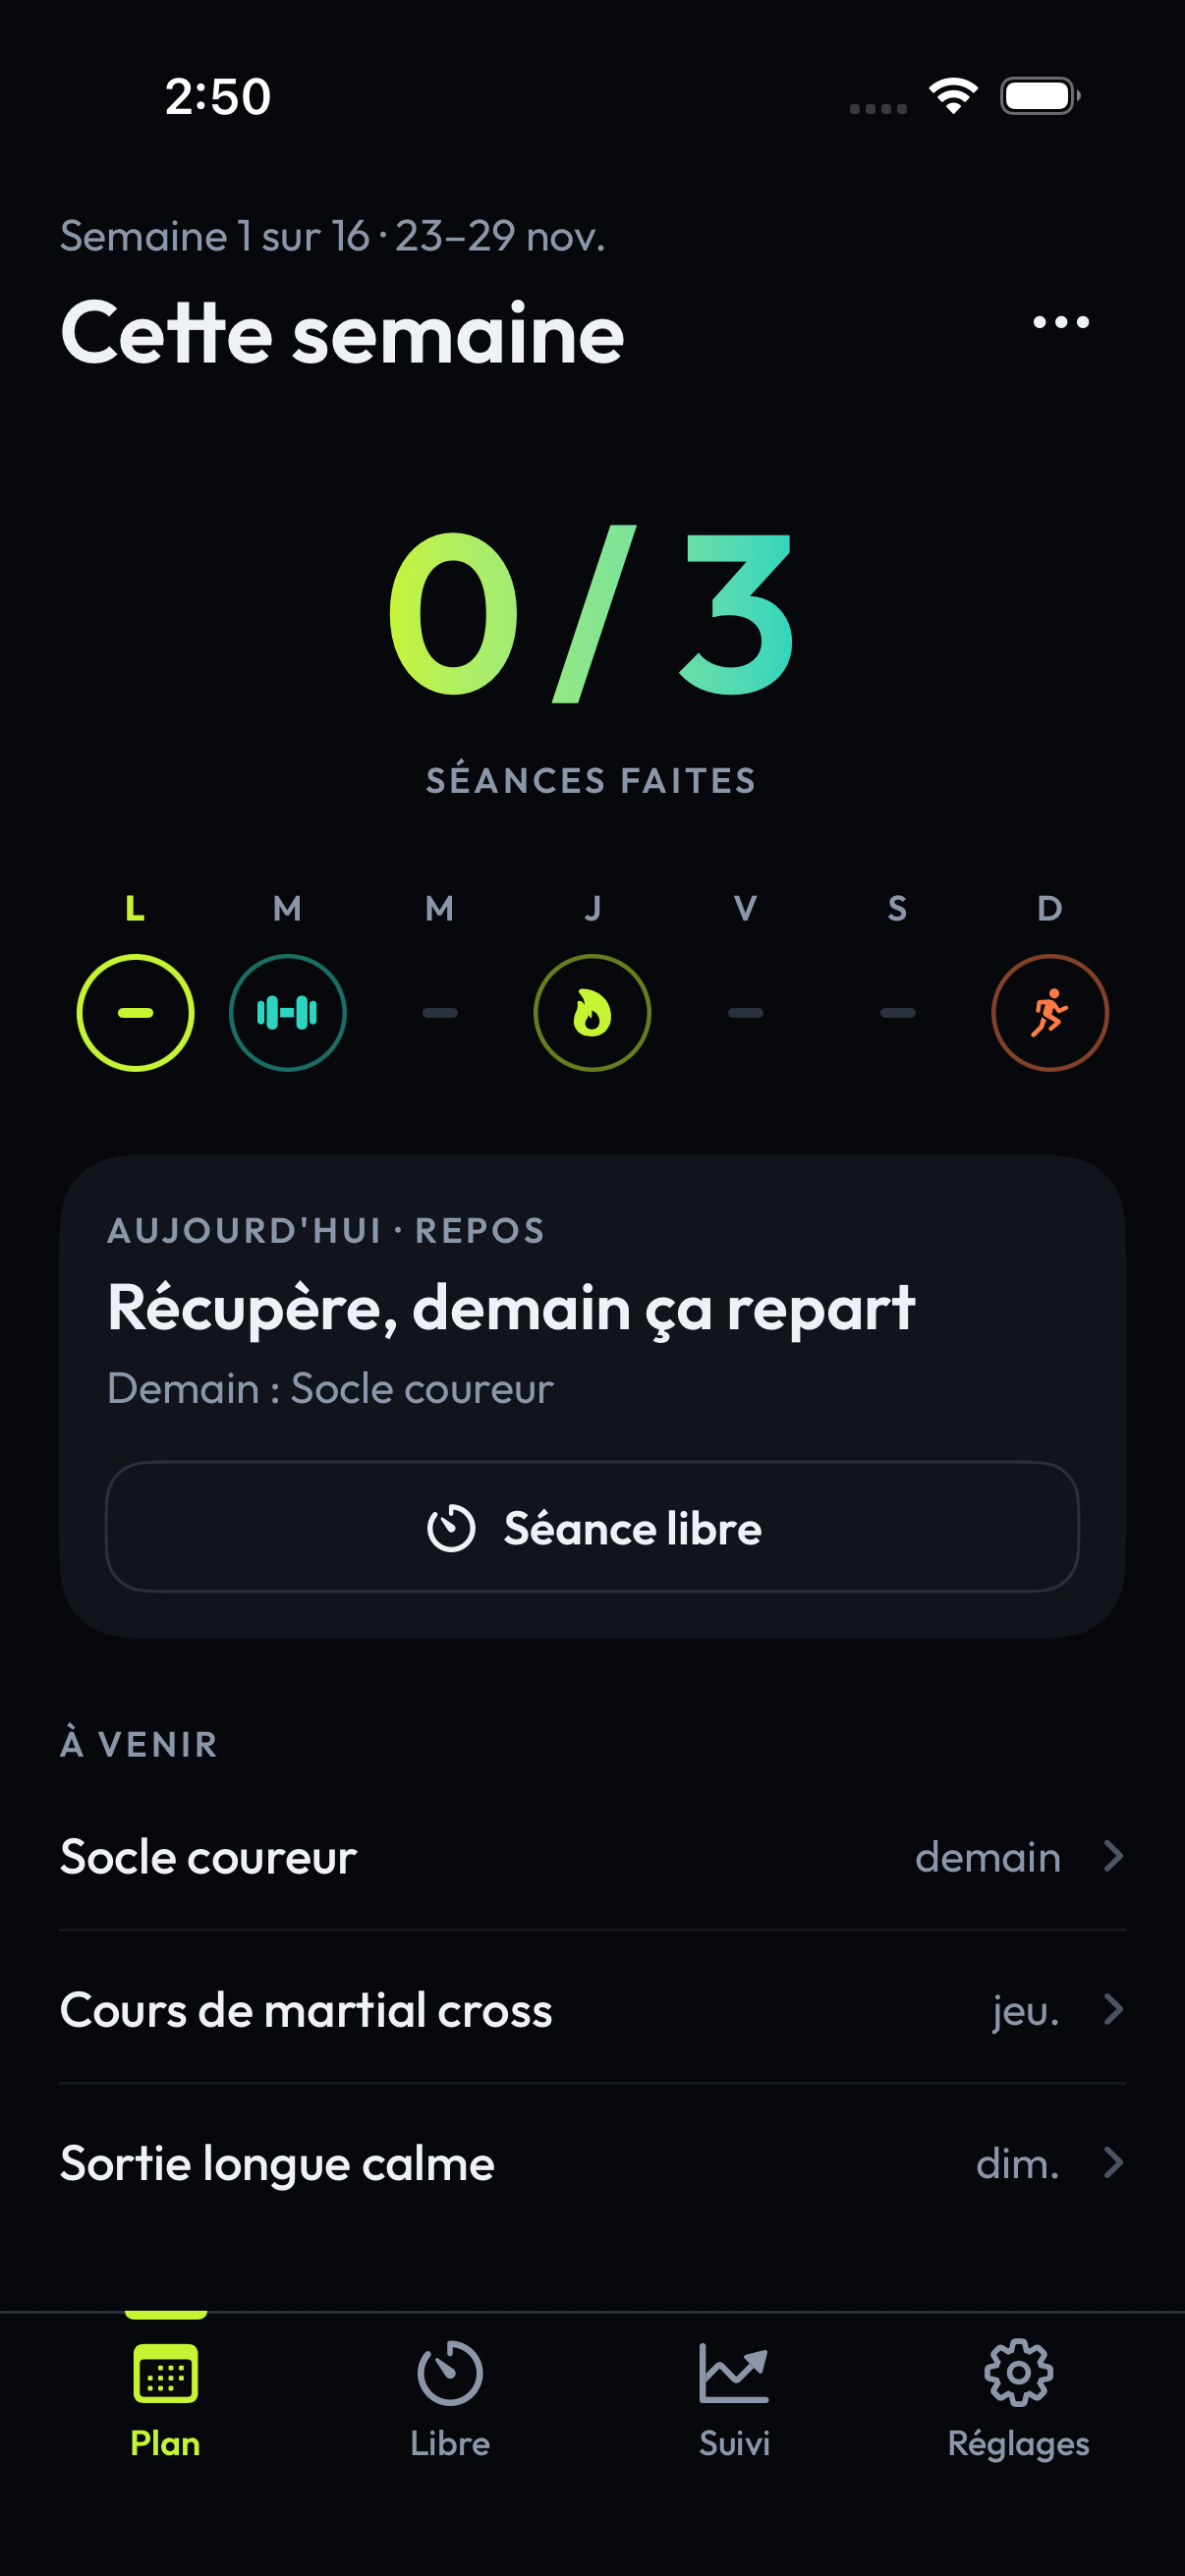 2:50
Semaine 1 sur 16 · 23–29 nov.
Cette semaine
0/3
SÉANCES FAITES
L M M J V S D
AUJOURD'HUI · REPOS
Récupère, demain ça repart
Demain : Socle coureur
Séance libre
À VENIR
Socle coureur demain
Cours de martial cross jeu.
Sortie longue calme dim.
Plan Libre Suivi Réglages